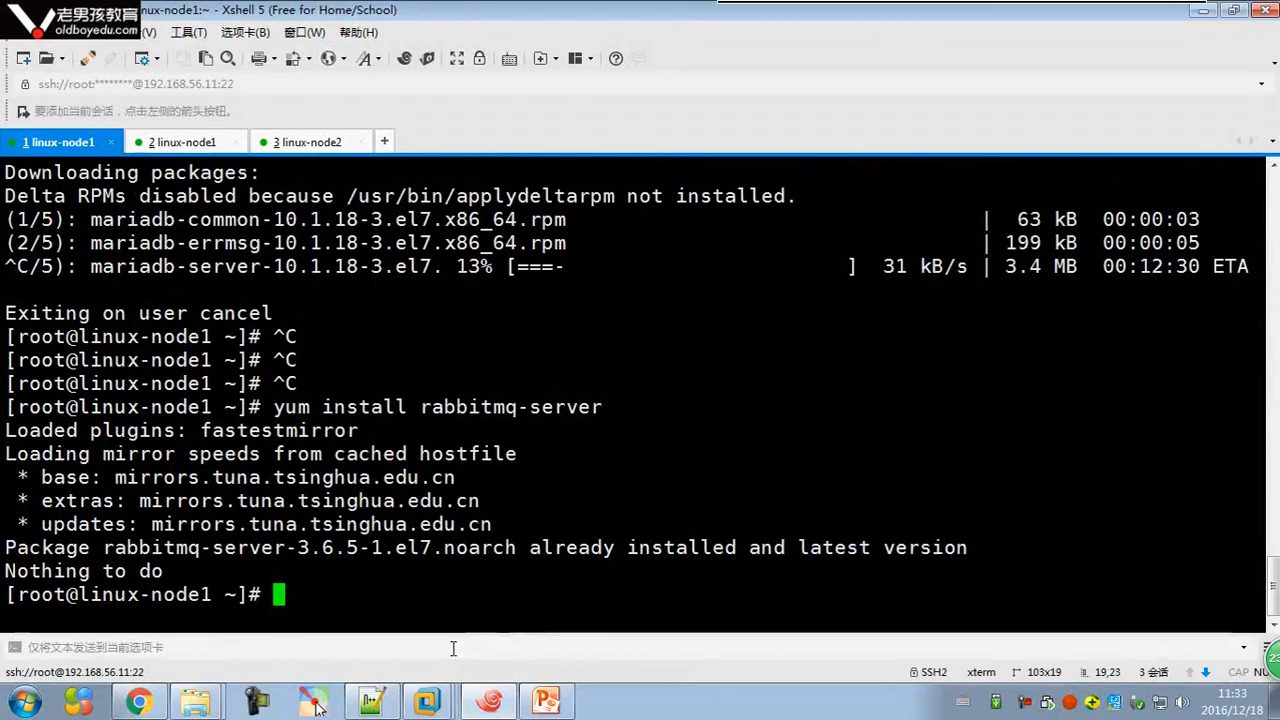 老男孩教育
oldboyedu.com
nux-node1:~ - Xshell 5 (Free for Home/School)
(V) 工具(T) 选项卡(B) 窗口(W) 帮助(H)
ssh://root:********@192.168.56.11:22
要添加当前会话，点击左侧的箭头按钮。
1 linux-node1 × 2 linux-node1 × 3 linux-node2 × +
Downloading packages:
Delta RPMs disabled because /usr/bin/applydeltarpm not installed.
(1/5): mariadb-common-10.1.18-3.el7.x86_64.rpm | 63 kB 00:00:03
(2/5): mariadb-errmsg-10.1.18-3.el7.x86_64.rpm | 199 kB 00:00:05
^C/5): mariadb-server-10.1.18-3.el7. 13% [===- ] 31 kB/s | 3.4 MB 00:12:30 ETA
Exiting on user cancel
[root@linux-node1 ~]# ^C
[root@linux-node1 ~]# ^C
[root@linux-node1 ~]# ^C
[root@linux-node1 ~]# yum install rabbitmq-server
Loaded plugins: fastestmirror
Loading mirror speeds from cached hostfile
* base: mirrors.tuna.tsinghua.edu.cn
* extras: mirrors.tuna.tsinghua.edu.cn
* updates: mirrors.tuna.tsinghua.edu.cn
Package rabbitmq-server-3.6.5-1.el7.noarch already installed and latest version
Nothing to do
[root@linux-node1 ~]#
仅将文本发送到当前选项卡
ssh://root@192.168.56.11:22 SSH2 xterm 103x19 19,23 3 会话 CAP NU
23
11:33
2016/12/18